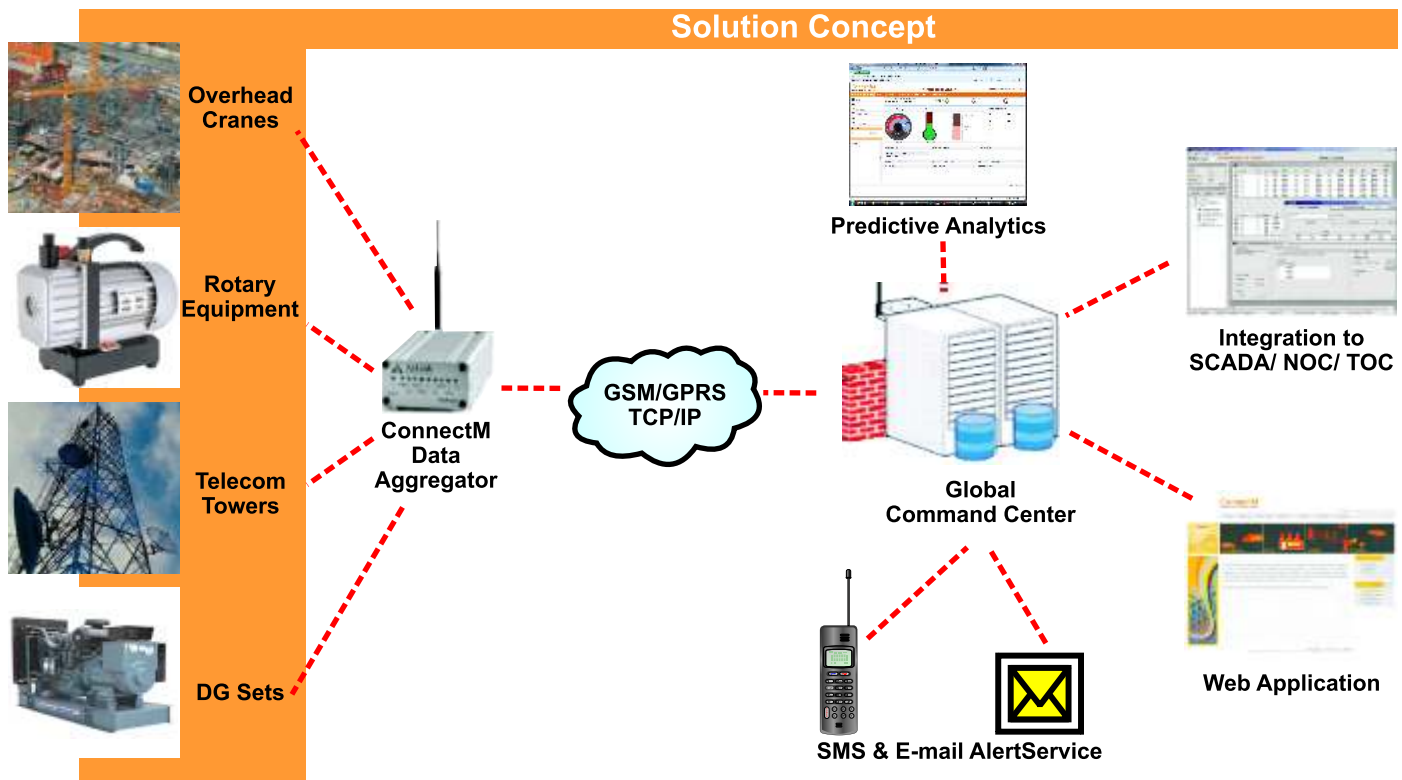 Solution Concept
Overhead
Cranes
Rotary
Equipment
Telecom
Towers
DG Sets
ConnectM
Data
Aggregator
GSM/GPRS
TCP/IP
Predictive Analytics
Global
Command Center
Integration to
SCADA/ NOC/ TOC
ConnectM
Web Application
SMS & E-mail AlertService